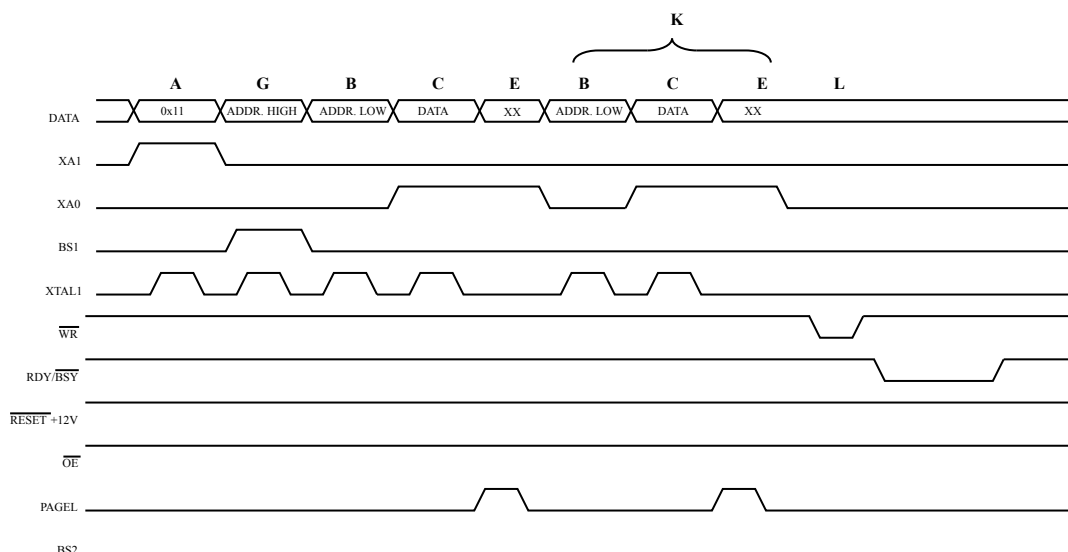 K
A G B C E B C E L
DATA 0x11 ADDR. HIGH ADDR. LOW DATA XX ADDR. LOW DATA XX
XA1
XA0
BS1
XTAL1
WR
RDY/BSY
RESET +12V
OE
PAGEL
BS2